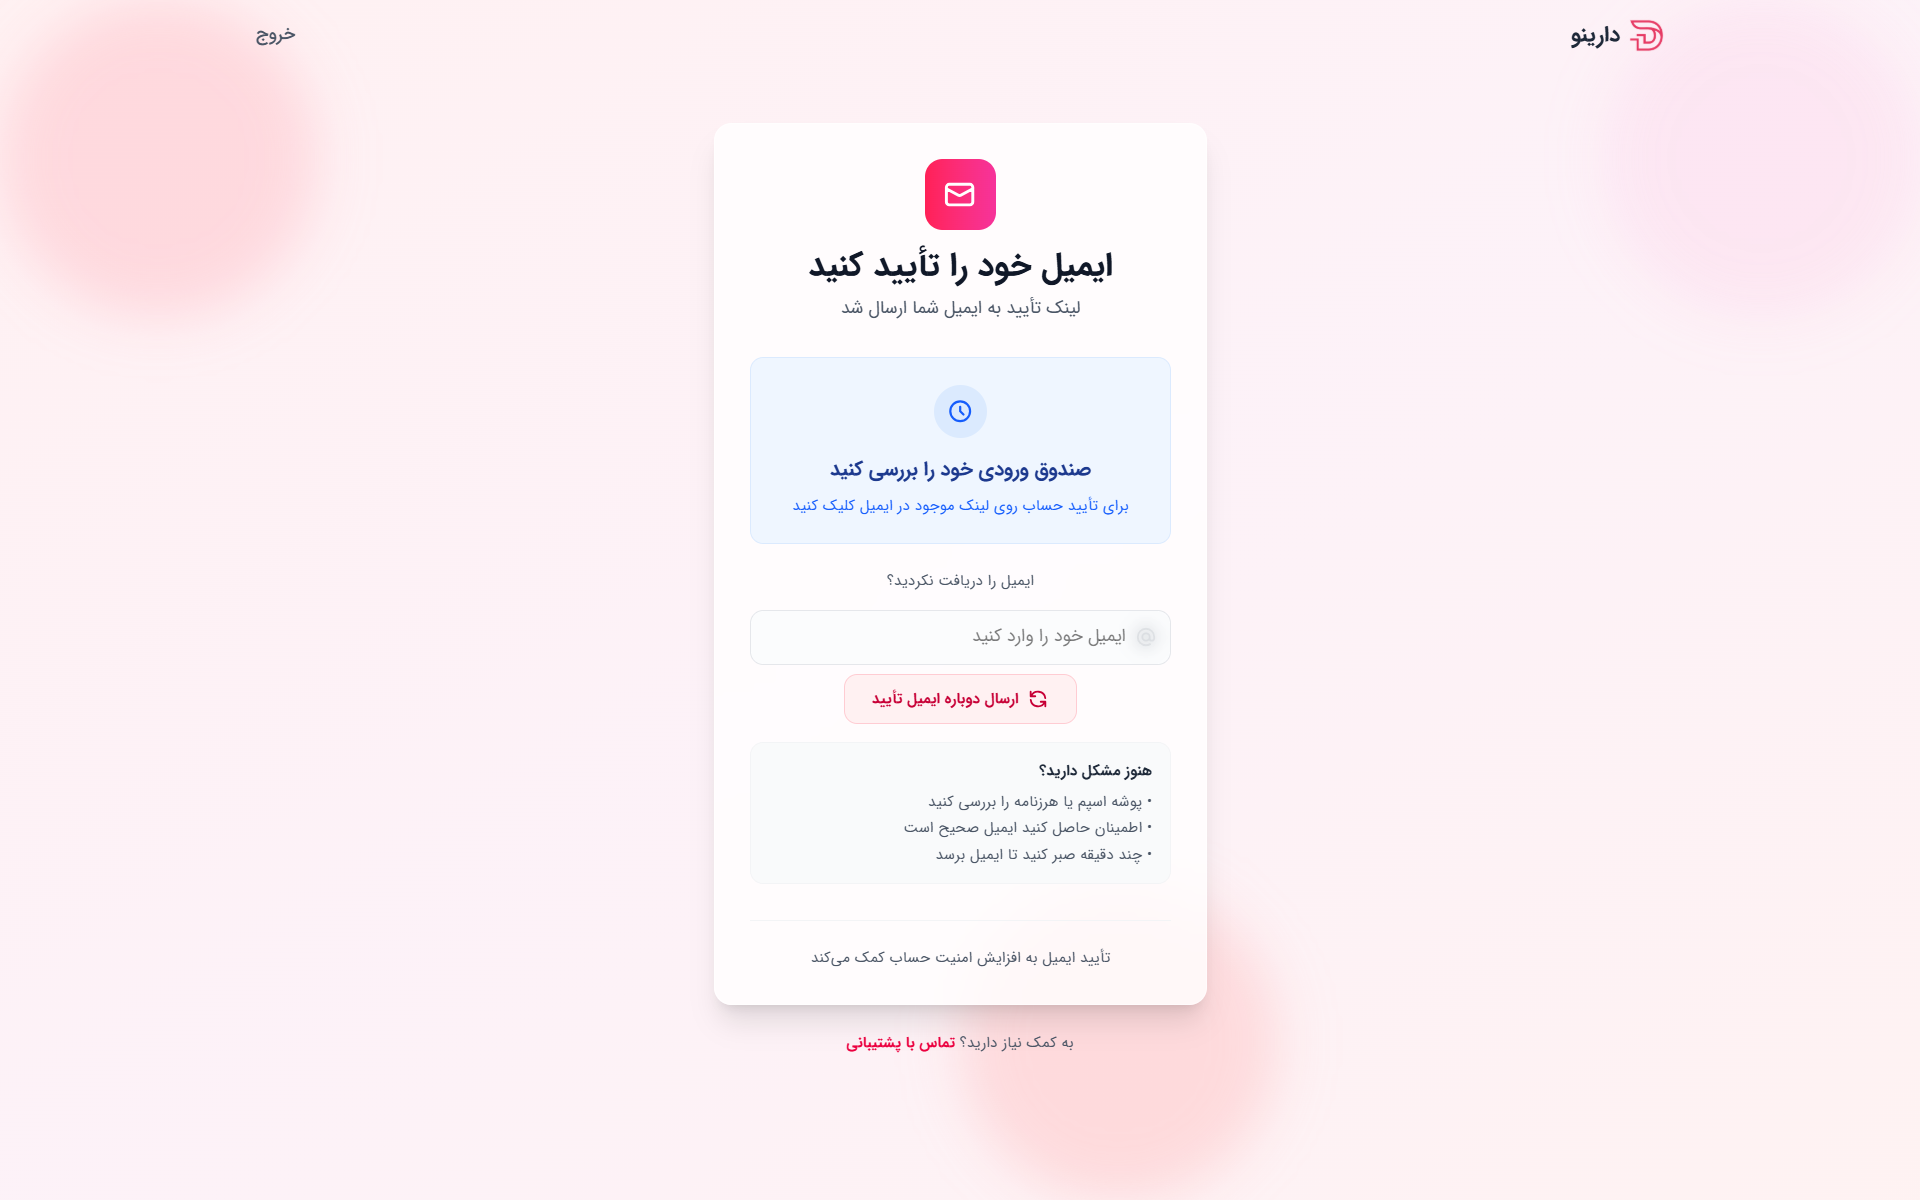 دارینو
خروج
ایمیل خود را تأیید کنید
لینک تأیید به ایمیل شما ارسال شد
صندوق ورودی خود را بررسی کنید
برای تأیید حساب روی لینک موجود در ایمیل کلیک کنید
ایمیل را دریافت نکردید؟
ایمیل خود را وارد کنید
ارسال دوباره ایمیل تأیید
هنوز مشکل دارید؟
• پوشه اسپم یا هرزنامه را بررسی کنید
• اطمینان حاصل کنید ایمیل صحیح است
• چند دقیقه صبر کنید تا ایمیل برسد
تأیید ایمیل به افزایش امنیت حساب کمک می‌کند
به کمک نیاز دارید؟ تماس با پشتیبانی